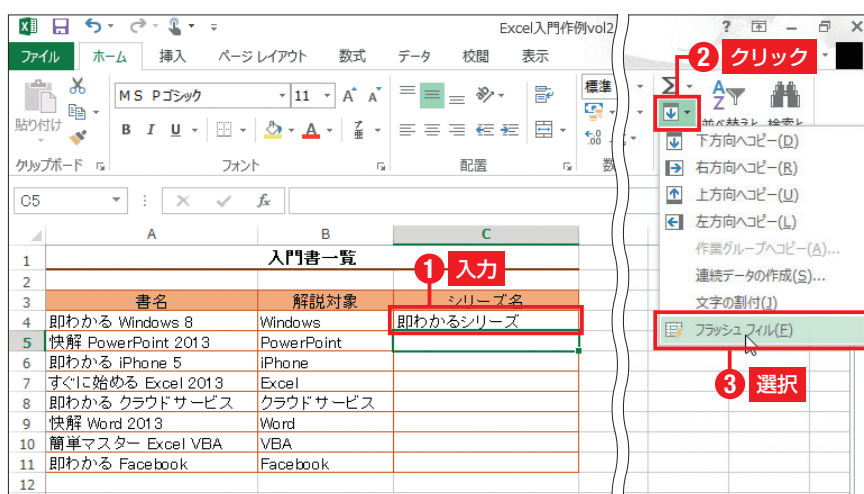 Excel入門作例vol2
ファイル ホーム 挿入 ページ レイアウト 数式 データ 校閲 表示
2 クリック
ＭＳ Ｐゴシック 11 A A 標準 Σ
貼り付け B I U A 並べ替えと 検索と
クリップボード フォント 配置 数
C5 fx
A B C
1 入門書一覧
2
1 入力
3 書名 解説対象 シリーズ名
4 即わかる Windows 8 Windows 即わかるシリーズ
5 快解 PowerPoint 2013 PowerPoint
6 即わかる iPhone 5 iPhone
7 すぐに始める Excel 2013 Excel
8 即わかる クラウドサービス クラウドサービス
9 快解 Word 2013 Word
10 簡単マスター Excel VBA VBA
11 即わかる Facebook Facebook
12
下方向へコピー(D)
右方向へコピー(R)
上方向へコピー(U)
左方向へコピー(L)
作業グループへコピー(A)...
連続データの作成(S)...
文字の割付(J)
フラッシュ フィル(F)
3 選択